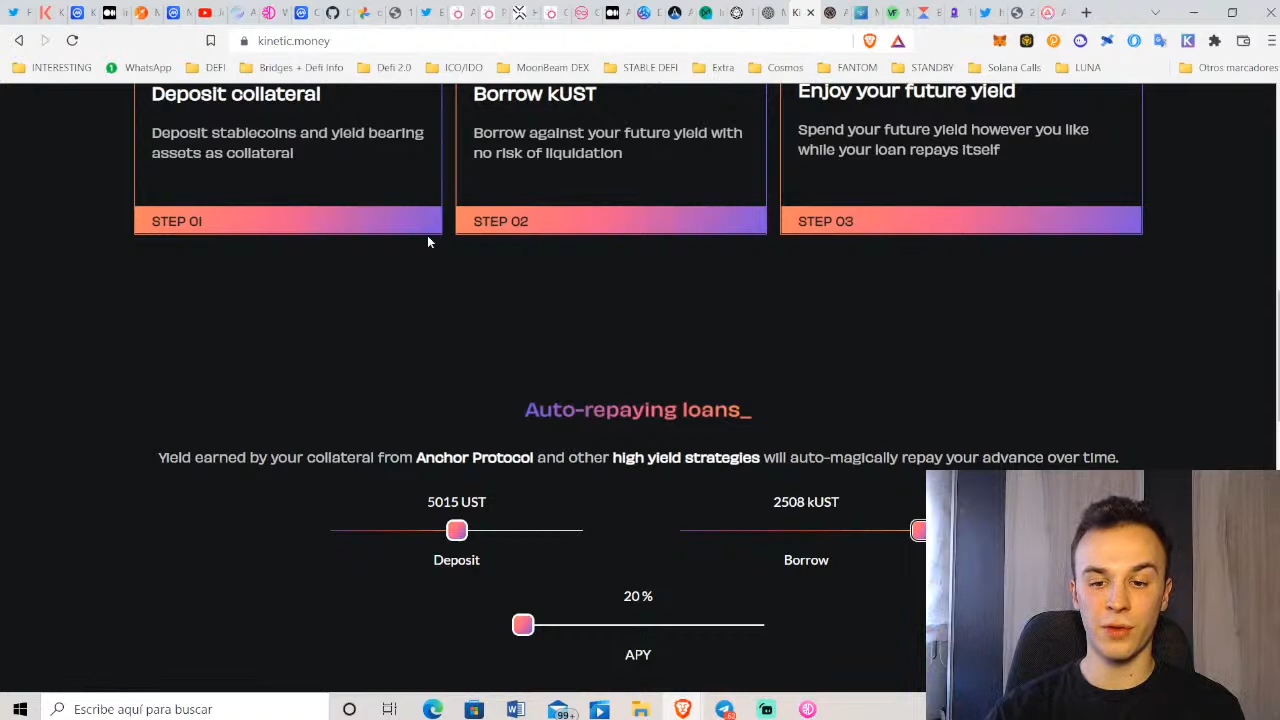 kinetic.money
INTERESTING WhatsApp DEFI Bridges + Defi Info Defi 2.0 ICO/IDO MoonBeam DEX STABLE DEFI Extra Cosmos FANTOM STANDBY Solana Calls LUNA Otros marcadores
Deposit collateral
Deposit stablecoins and yield bearing
assets as collateral
STEP 01
Borrow kUST
Borrow against your future yield with
no risk of liquidation
STEP 02
Enjoy your future yield
Spend your future yield however you like
while your loan repays itself
STEP 03
Auto-repaying loans_
Yield earned by your collateral from Anchor Protocol and other high yield strategies will auto-magically repay your advance over time.
5015 UST
Deposit
2508 kUST
Borrow
20 %
APY
Escribe aquí para buscar
99+